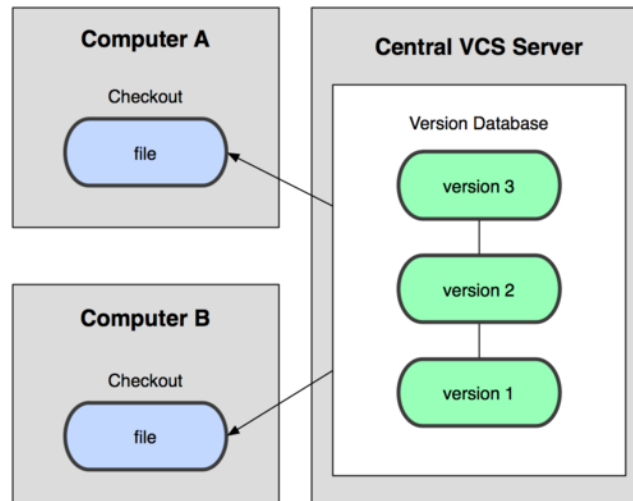 Computer A
Checkout
file
Computer B
Checkout
file
Central VCS Server
Version Database
version 3
version 2
version 1